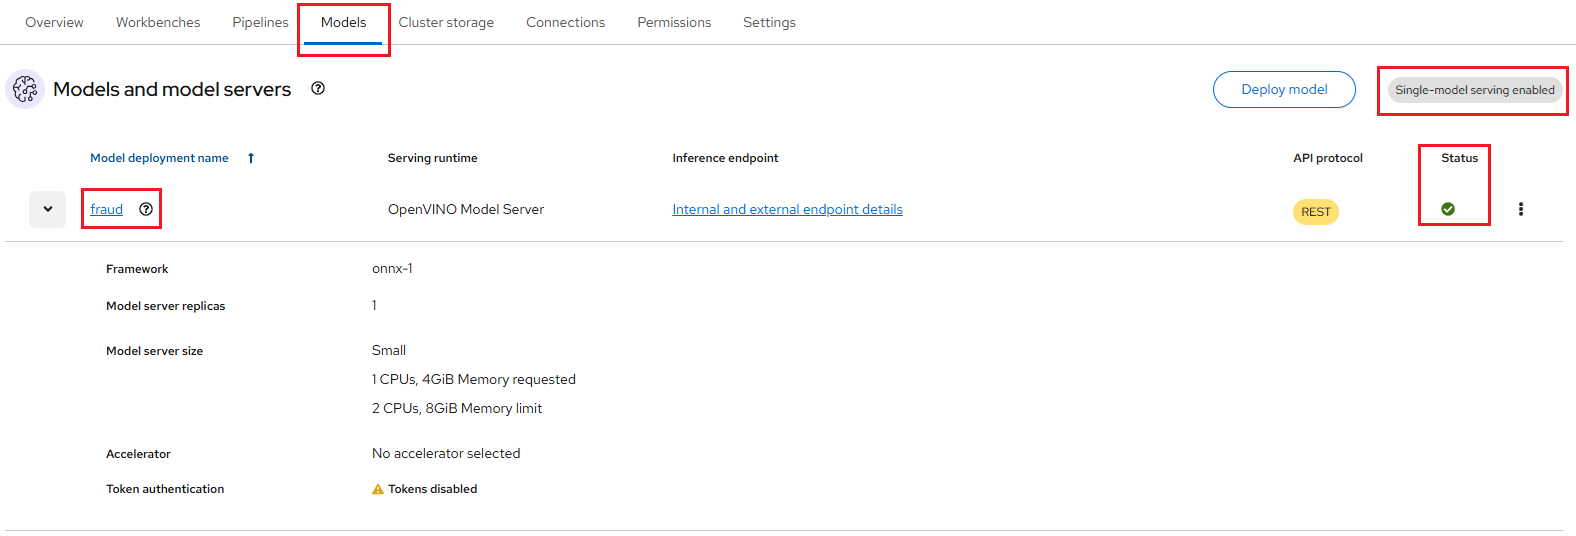 Overview Workbenches Pipelines Models Cluster storage Connections Permissions Settings
Models and model servers Deploy model Single-model serving enabled
Model deployment name Serving runtime Inference endpoint API protocol Status
fraud OpenVINO Model Server Internal and external endpoint details REST
Framework onnx-1
Model server replicas 1
Model server size Small
1 CPUs, 4GiB Memory requested
2 CPUs, 8GiB Memory limit
Accelerator No accelerator selected
Token authentication Tokens disabled